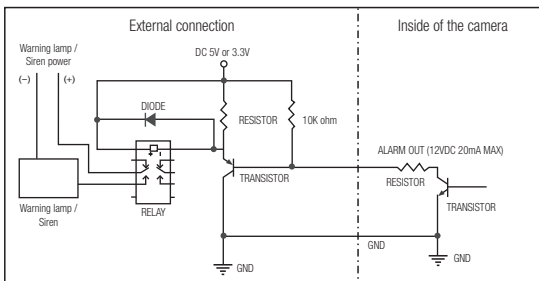 External connection
Inside of the camera
Warning lamp /
Siren power
(−)
(+)
DC 5V or 3.3V
DIODE
RESISTOR
10K ohm
ALARM OUT (12VDC 20mA MAX)
RESISTOR
TRANSISTOR
TRANSISTOR
RELAY
Warning lamp /
Siren
GND
GND
GND